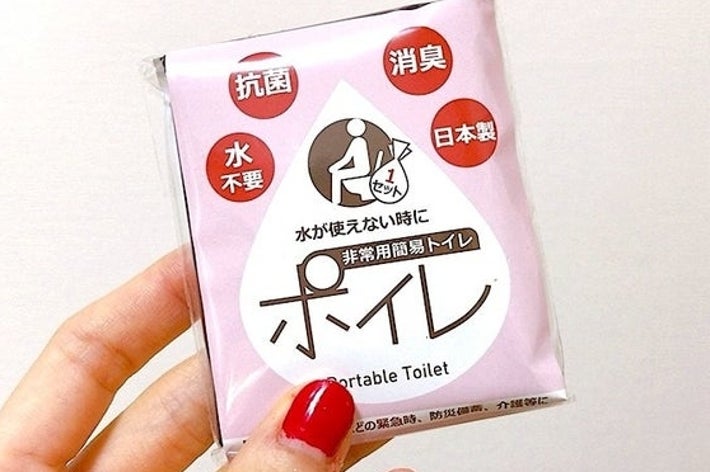 抗菌
消臭
水
不要
日本製
1
セット
水が使えない時に
非常用簡易トイレ
ポイレ
Portable Toilet
どの緊急時、防災備蓄、介護等に